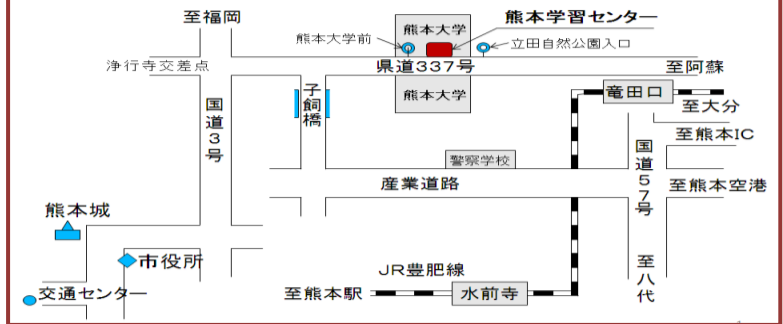 至福岡
熊本大学
熊本学習センター
熊本大学前
立田自然公園入口
浄行寺交差点
県道337号
至阿蘇
子飼橋
熊本大学
竜田口
国道3号
至大分
至熊本IC
警察学校
国道57号
産業道路
至熊本空港
熊本城
市役所
至八代
JR豊肥線
交通センター
至熊本駅
水前寺